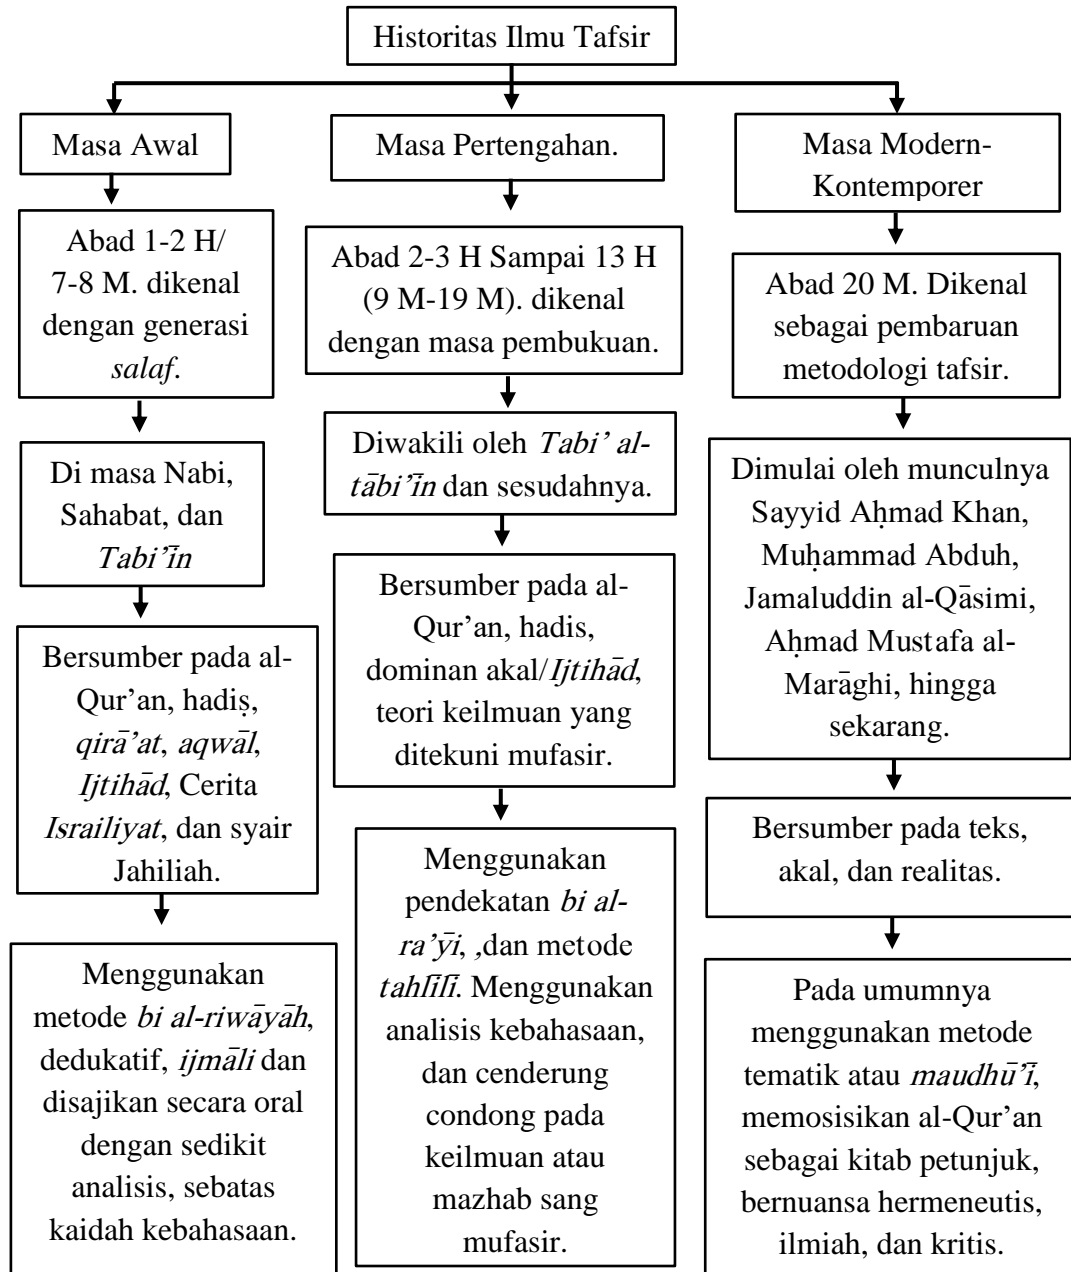 Historitas Ilmu Tafsir
Masa Awal
Abad 1-2 H/
7-8 M. dikenal
dengan generasi
salaf.
Di masa Nabi,
Sahabat, dan
Tabi’īn
Bersumber pada al-
Qur’an, hadiṣ,
qirā’at, aqwāl,
Ijtihād, Cerita
Israiliyat, dan syair
Jahiliah.
Menggunakan
metode bi al-riwāyāh,
dedukatif, ijmāli dan
disajikan secara oral
dengan sedikit
analisis, sebatas
kaidah kebahasaan.
Masa Pertengahan.
Abad 2-3 H Sampai 13 H
(9 M-19 M). dikenal
dengan masa pembukuan.
Diwakili oleh Tabi’ al-
tābi’īn dan sesudahnya.
Bersumber pada al-
Qur’an, hadis,
dominan akal/Ijtihād,
teori keilmuan yang
ditekuni mufasir.
Menggunakan
pendekatan bi al-
ra’ȳi, ,dan metode
tahlīlī. Menggunakan
analisis kebahasaan,
dan cenderung
condong pada
keilmuan atau
mazhab sang
mufasir.
Masa Modern-
Kontemporer
Abad 20 M. Dikenal
sebagai pembaruan
metodologi tafsir.
Dimulai oleh munculnya
Sayyid Aḥmad Khan,
Muḥammad Abduh,
Jamaluddin al-Qāsimi,
Aḥmad Mustafa al-
Marāghi, hingga
sekarang.
Bersumber pada teks,
akal, dan realitas.
Pada umumnya
menggunakan metode
tematik atau maudhū’ī,
memosisikan al-Qur’an
sebagai kitab petunjuk,
bernuansa hermeneutis,
ilmiah, dan kritis.